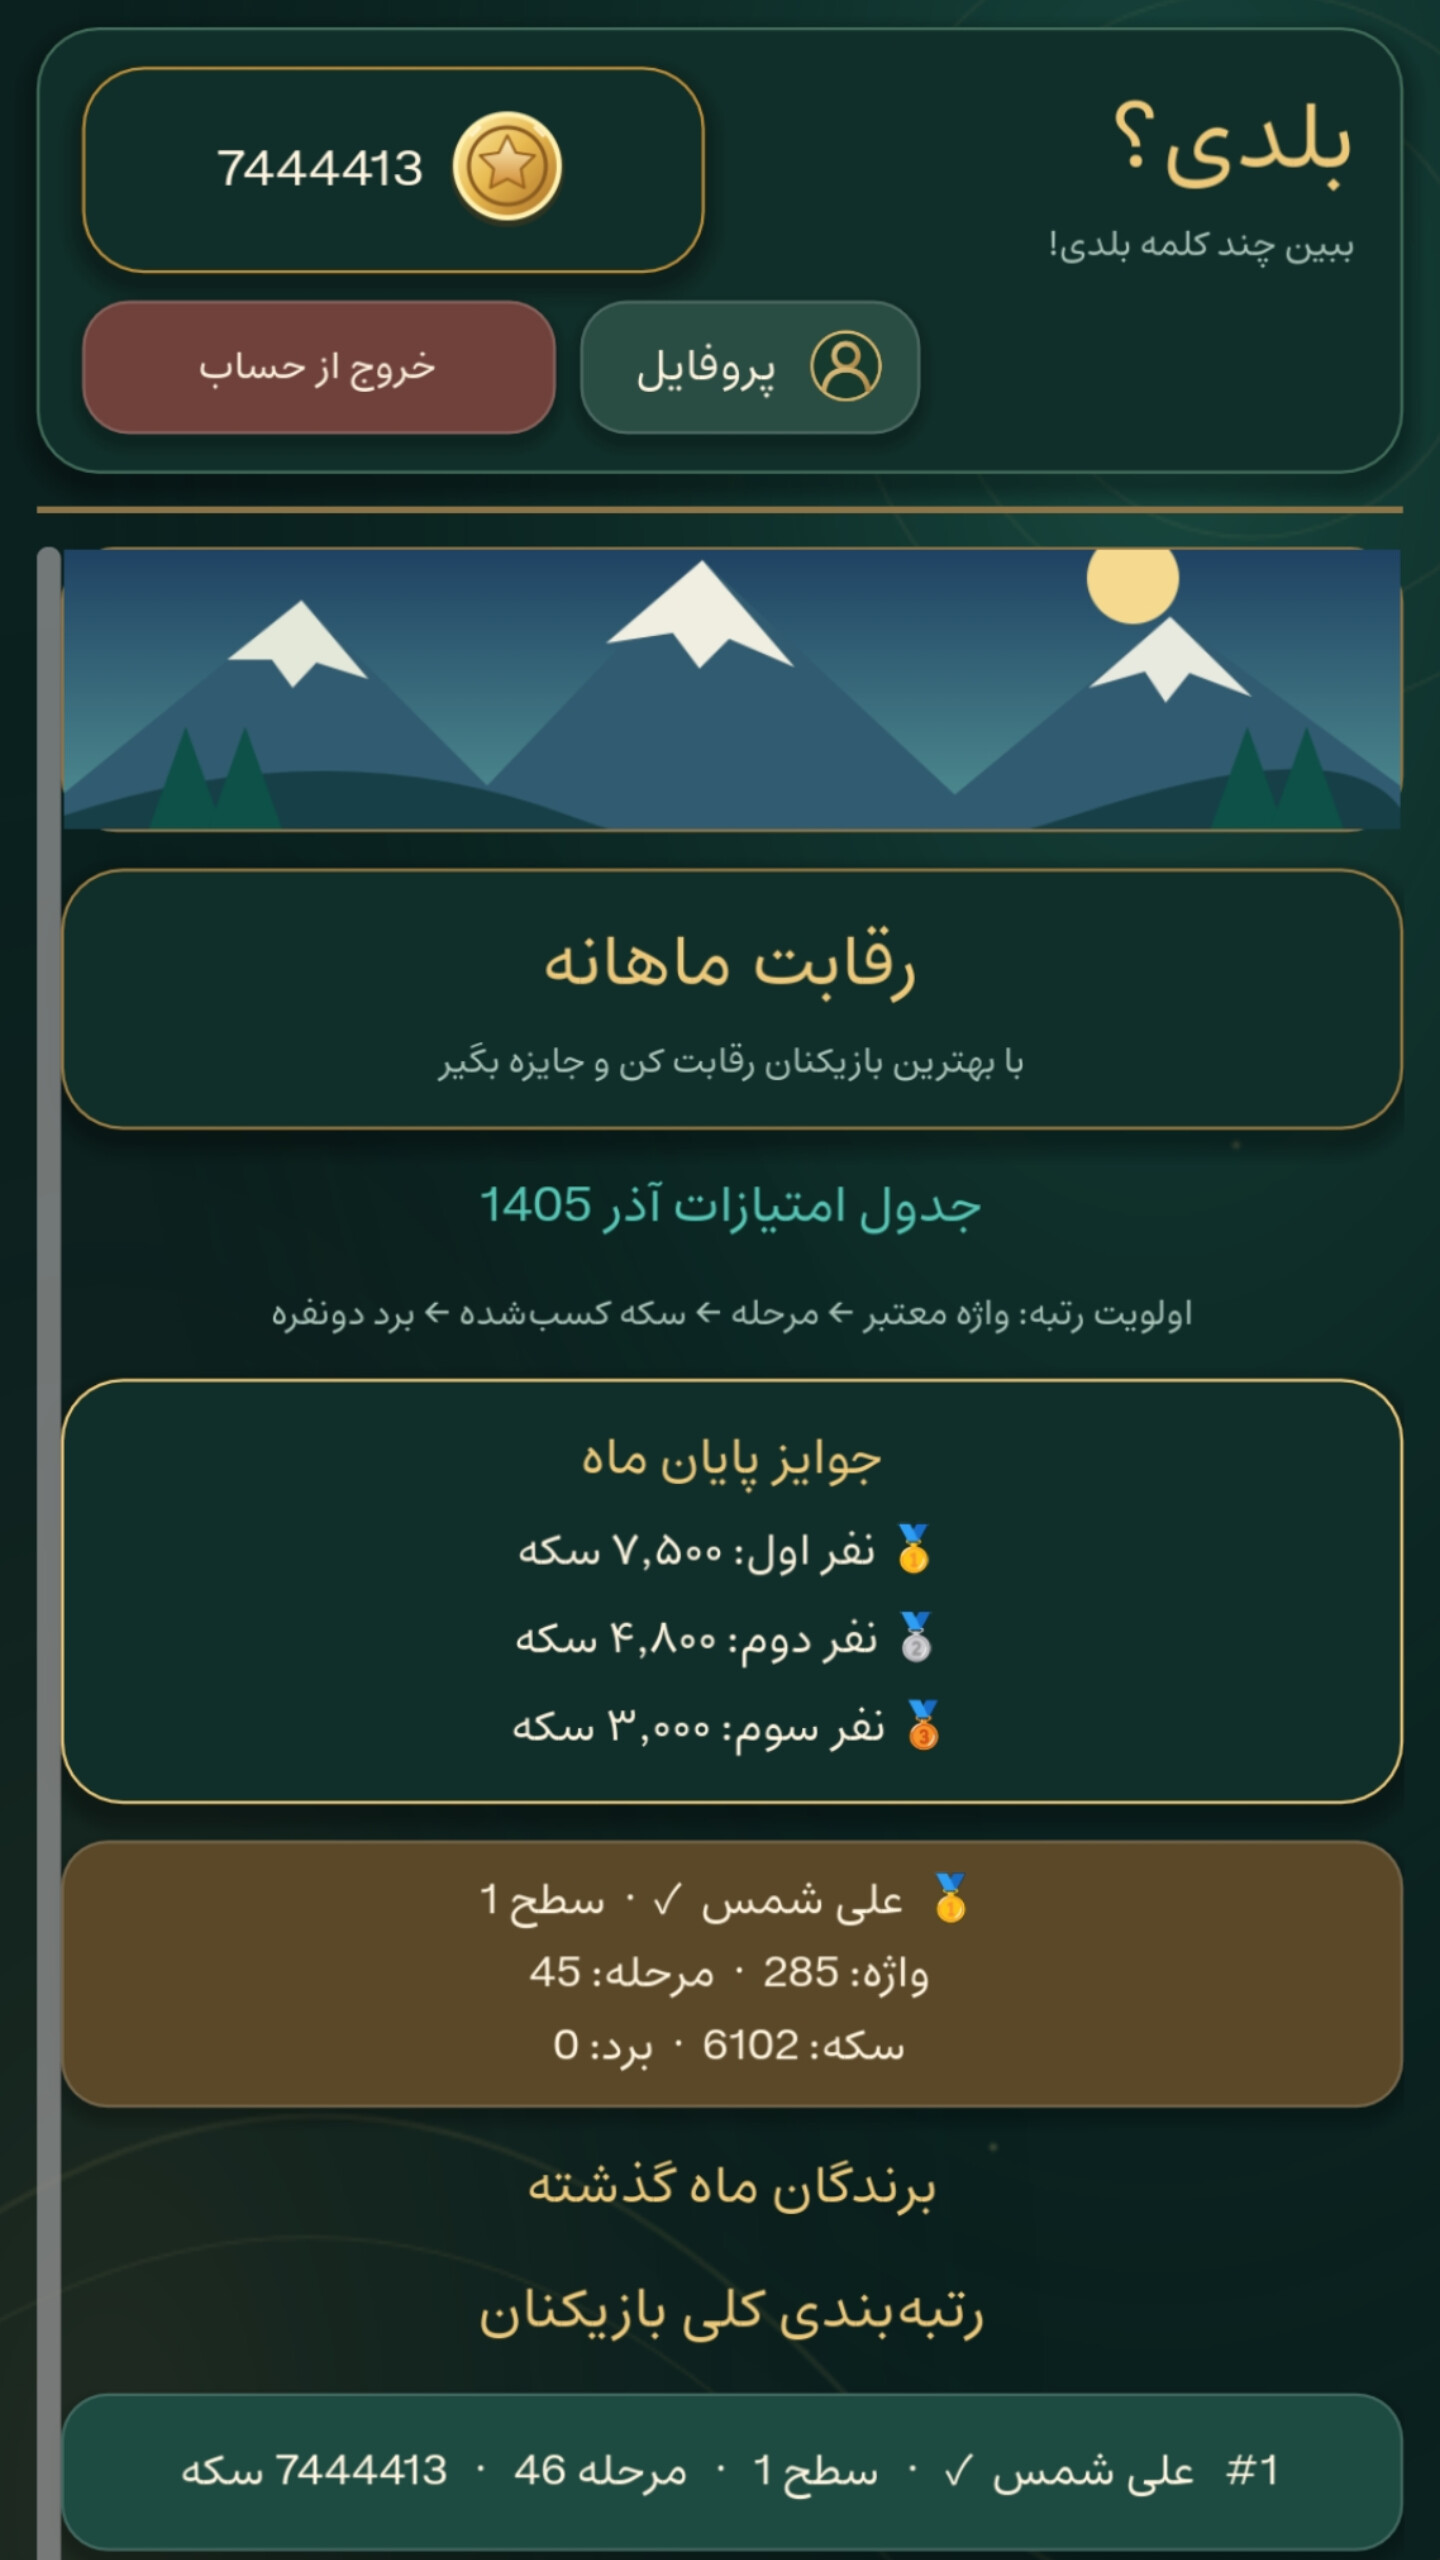 بلدی؟
ببین چند کلمه بلدی!
7444413
پروفایل
خروج از حساب
رقابت ماهانه
با بهترین بازیکنان رقابت کن و جایزه بگیر
جدول امتیازات آذر 1405
اولویت رتبه: واژه معتبر ← مرحله ← سکه کسب‌شده ← برد دونفره
جوایز پایان ماه
🥇 نفر اول: ۷,۵۰۰ سکه
🥈 نفر دوم: ۴,۸۰۰ سکه
🥉 نفر سوم: ۳,۰۰۰ سکه
🥇 علی شمس ✓ · سطح 1
واژه: 285 · مرحله: 45
سکه: 6102 · برد: 0
برندگان ماه گذشته
رتبه‌بندی کلی بازیکنان
#1 علی شمس ✓ · سطح 1 · مرحله 46 · 7444413 سکه